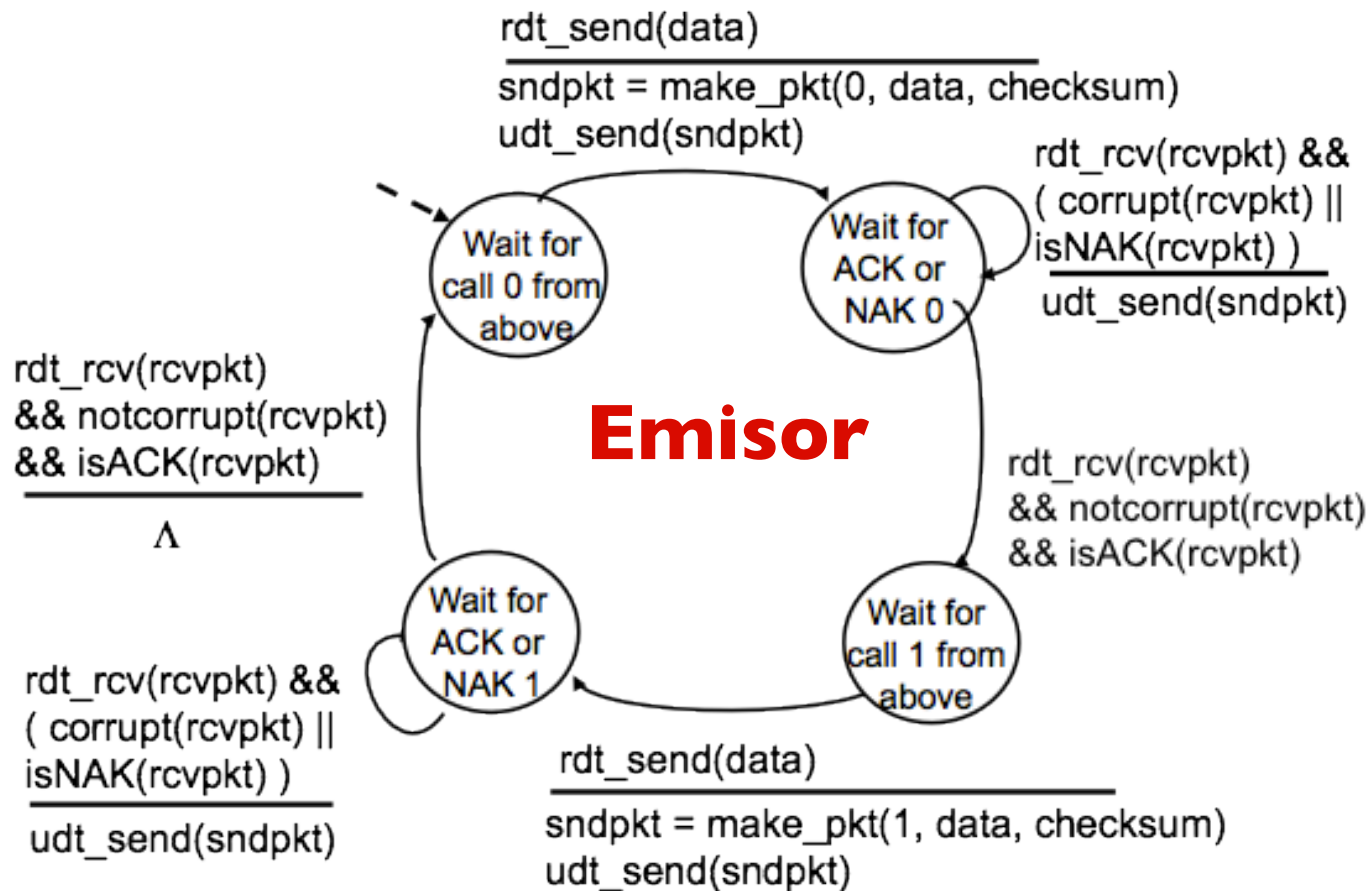 rdt_send(data)
sndpkt = make_pkt(0, data, checksum)
udt_send(sndpkt)
rdt_rcv(rcvpkt) &&
( corrupt(rcvpkt) ||
isNAK(rcvpkt) )
udt_send(sndpkt)
Wait for
call 0 from
above
Wait for
ACK or
NAK 0
rdt_rcv(rcvpkt)
&& notcorrupt(rcvpkt)
&& isACK(rcvpkt)
Λ
Emisor
rdt_rcv(rcvpkt)
&& notcorrupt(rcvpkt)
&& isACK(rcvpkt)
Wait for
ACK or
NAK 1
Wait for
call 1 from
above
rdt_rcv(rcvpkt) &&
( corrupt(rcvpkt) ||
isNAK(rcvpkt) )
udt_send(sndpkt)
rdt_send(data)
sndpkt = make_pkt(1, data, checksum)
udt_send(sndpkt)